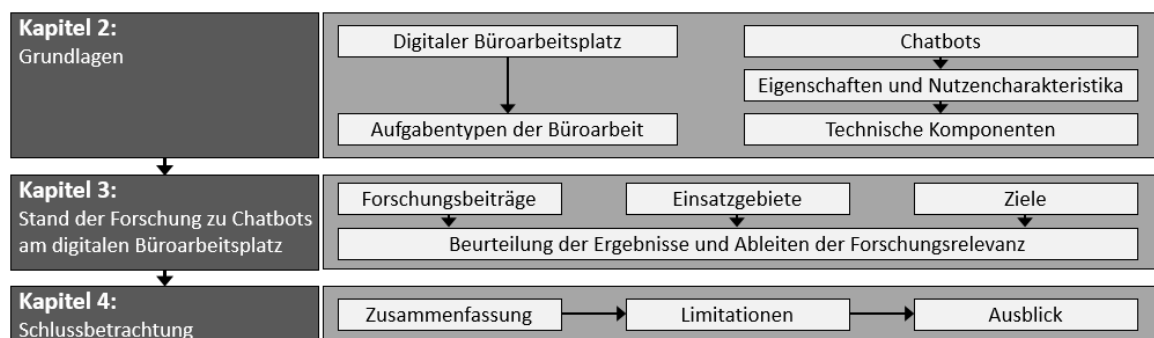 Kapitel 2:
Grundlagen
Digitaler Büroarbeitsplatz
Aufgabentypen der Büroarbeit
Chatbots
Eigenschaften und Nutzencharakteristika
Technische Komponenten
Kapitel 3:
Stand der Forschung zu Chatbots
am digitalen Büroarbeitsplatz
Forschungsbeiträge
Einsatzgebiete
Ziele
Beurteilung der Ergebnisse und Ableiten der Forschungsrelevanz
Kapitel 4:
Schlussbetrachtung
Zusammenfassung
Limitationen
Ausblick